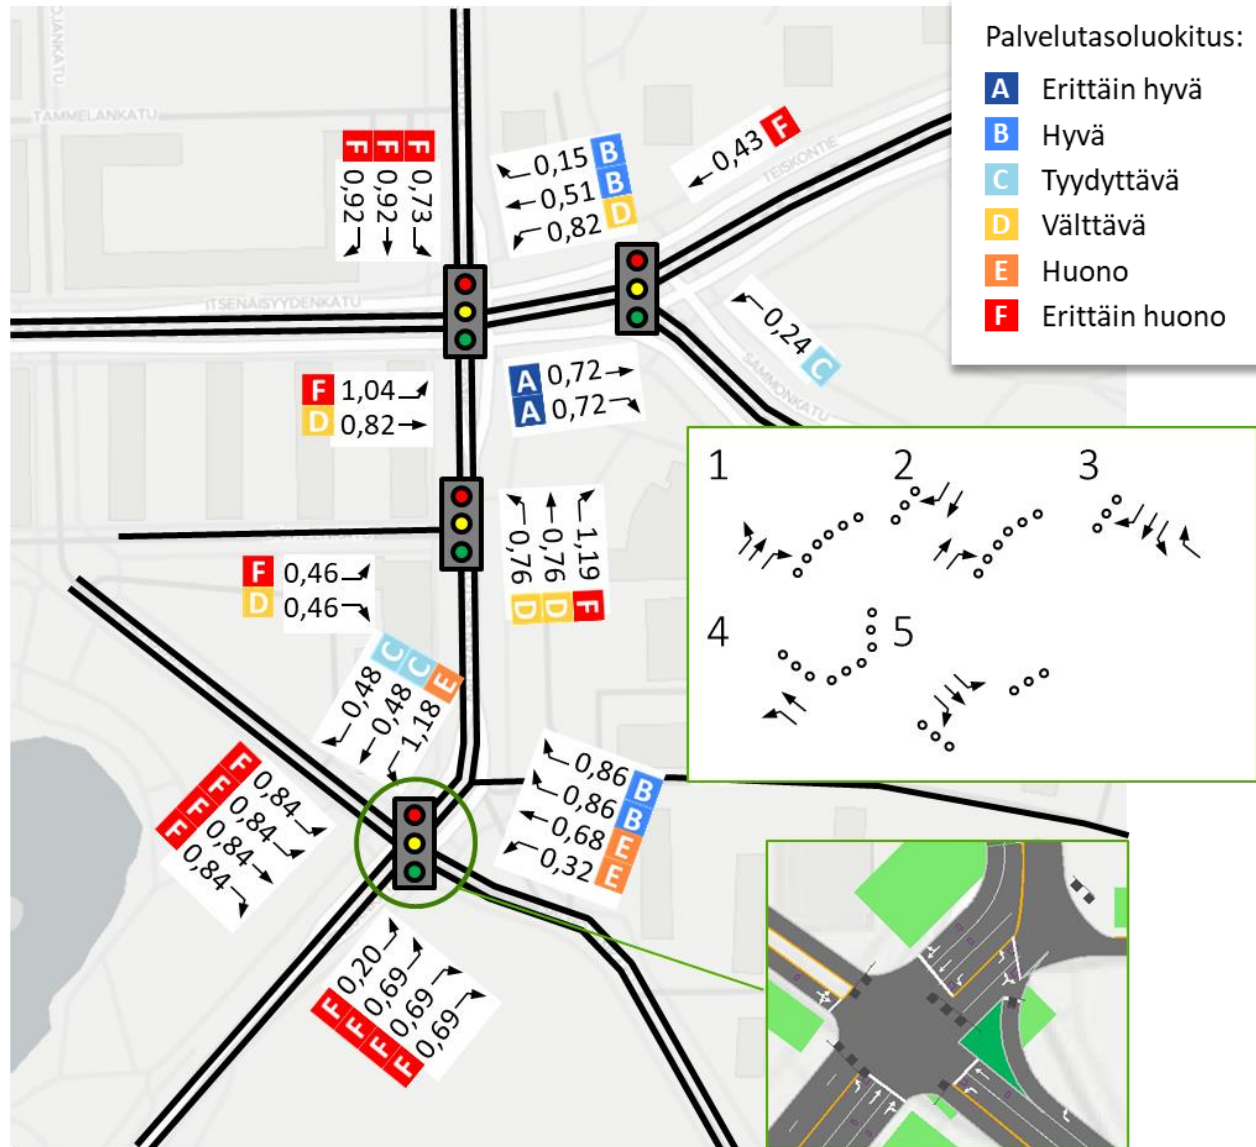 Palvelutasoluokitus:
A Erittäin hyvä
B Hyvä
C Tyydyttävä
D Välttävä
E Huono
F Erittäin huono
TAMMELANKATU
F 0,92
F 0,92
F 0,73
0,15 B
0,51 B
0,82 D
0,43 F
TEISKONTIE
ITSENÄISYYDENKATU
0,24 C
SAMMONKATU
F 1,04
D 0,82
A 0,72
A 0,72
0,76 D
0,76 D
1,19 F
F 0,46
D 0,46
1
2
3
4
5
C 0,48
C 0,48
E 1,18
F 0,84
F 0,84
F 0,84
F 0,84
0,86 B
0,86 B
0,68 E
0,32 E
F 0,20
F 0,69
F 0,69
F 0,69